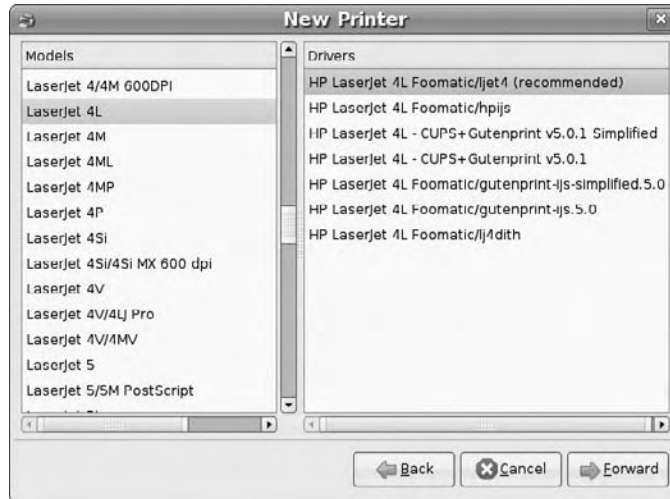 New Printer
Models
LaserJet 4/4M 600DPI
LaserJet 4L
LaserJet 4M
LaserJet 4ML
LaserJet 4MP
LaserJet 4P
LaserJet 4Si
LaserJet 4Si/4Si MX 600 dpi
LaserJet 4V
LaserJet 4V/4LJ Pro
LaserJet 4V/4MV
LaserJet 5
LaserJet 5/5M PostScript
Drivers
HP LaserJet 4L Foomatic/ljet4 (recommended)
HP LaserJet 4L Foomatic/hpijs
HP LaserJet 4L - CUPS+Gutenprint v5.0.1 Simplified
HP LaserJet 4L - CUPS+Gutenprint v5.0.1
HP LaserJet 4L Foomatic/gutenprint-ijs-simplified.5.0
HP LaserJet 4L Foomatic/gutenprint-ijs.5.0
HP LaserJet 4L Foomatic/lj4dith
Back
Cancel
Forward